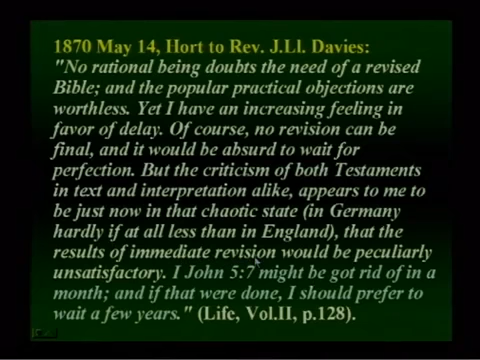 1870 May 14, Hort to Rev. J.Ll. Davies:
"No rational being doubts the need of a revised
Bible; and the popular practical objections are
worthless. Yet I have an increasing feeling in
favor of delay. Of course, no revision can be
final, and it would be absurd to wait for
perfection. But the criticism of both Testaments
in text and interpretation alike, appears to me to
be just now in that chaotic state (in Germany
hardly if at all less than in England), that the
results of immediate revision would be peculiarly
unsatisfactory. I John 5:7 might be got rid of in a
month; and if that were done, I should prefer to
wait a few years." (Life, Vol.II, p.128).